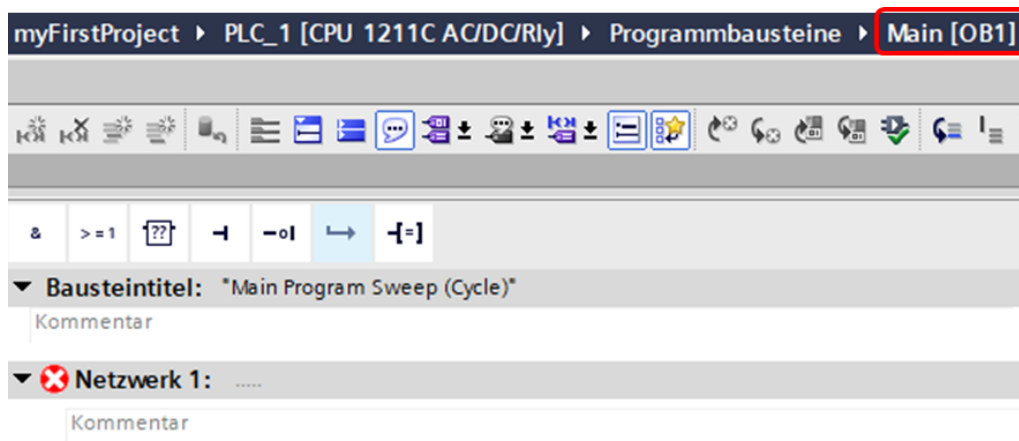 myFirstProject ▸ PLC_1 [CPU 1211C AC/DC/Rly] ▸ Programmbausteine ▸ Main [OB1]
& >=1 ?? -[=]
Bausteintitel: "Main Program Sweep (Cycle)"
Kommentar
Netzwerk 1: .....
Kommentar